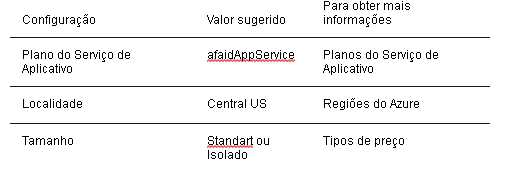 Configuração Valor sugerido Para obter mais
informações
Plano do Serviço de afaidAppService Planos do Serviço de
Aplicativo Aplicativo
Localidade Central US Regiões do Azure
Tamanho Standart ou Tipos de preço
Isolado